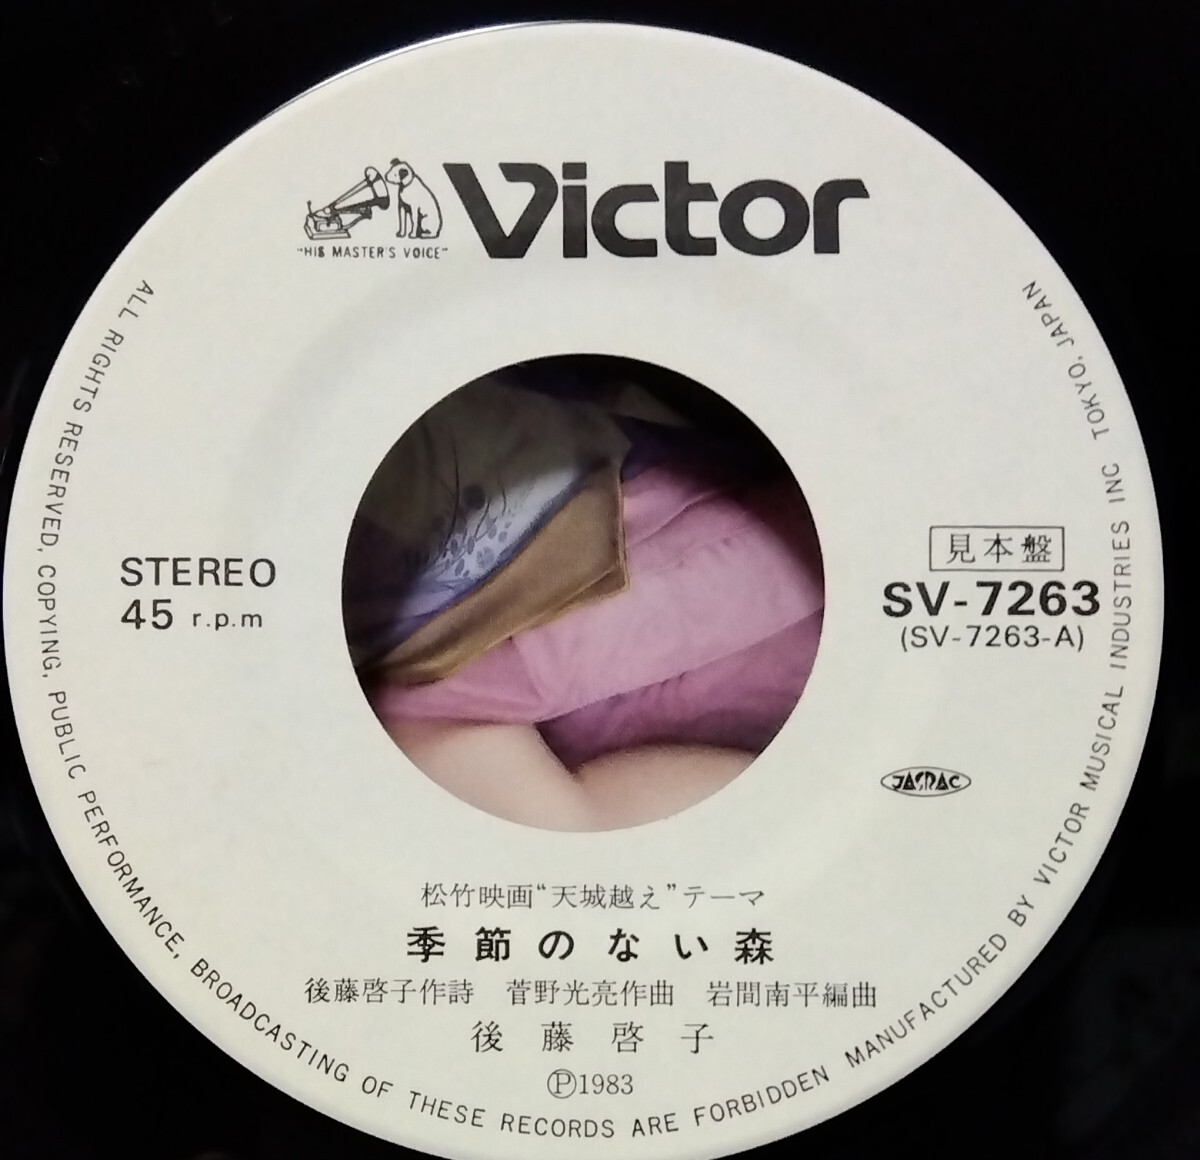 Victor
"HIS MASTER'S VOICE"
STEREO
45 r.p.m
見本盤
SV-7263
(SV-7263-A)
JASRAC
松竹映画“天城越え”テーマ
季節のない森
後藤啓子作詩 菅野光亮作曲 岩間南平編曲
後藤啓子
Ⓟ1983
ALL RIGHTS RESERVED, COPYING, PUBLIC PERFORMANCE, BROADCASTING OF THESE RECORDS ARE FORBIDDEN MANUFACTURED BY VICTOR MUSICAL INDUSTRIES INC TOKYO, JAPAN